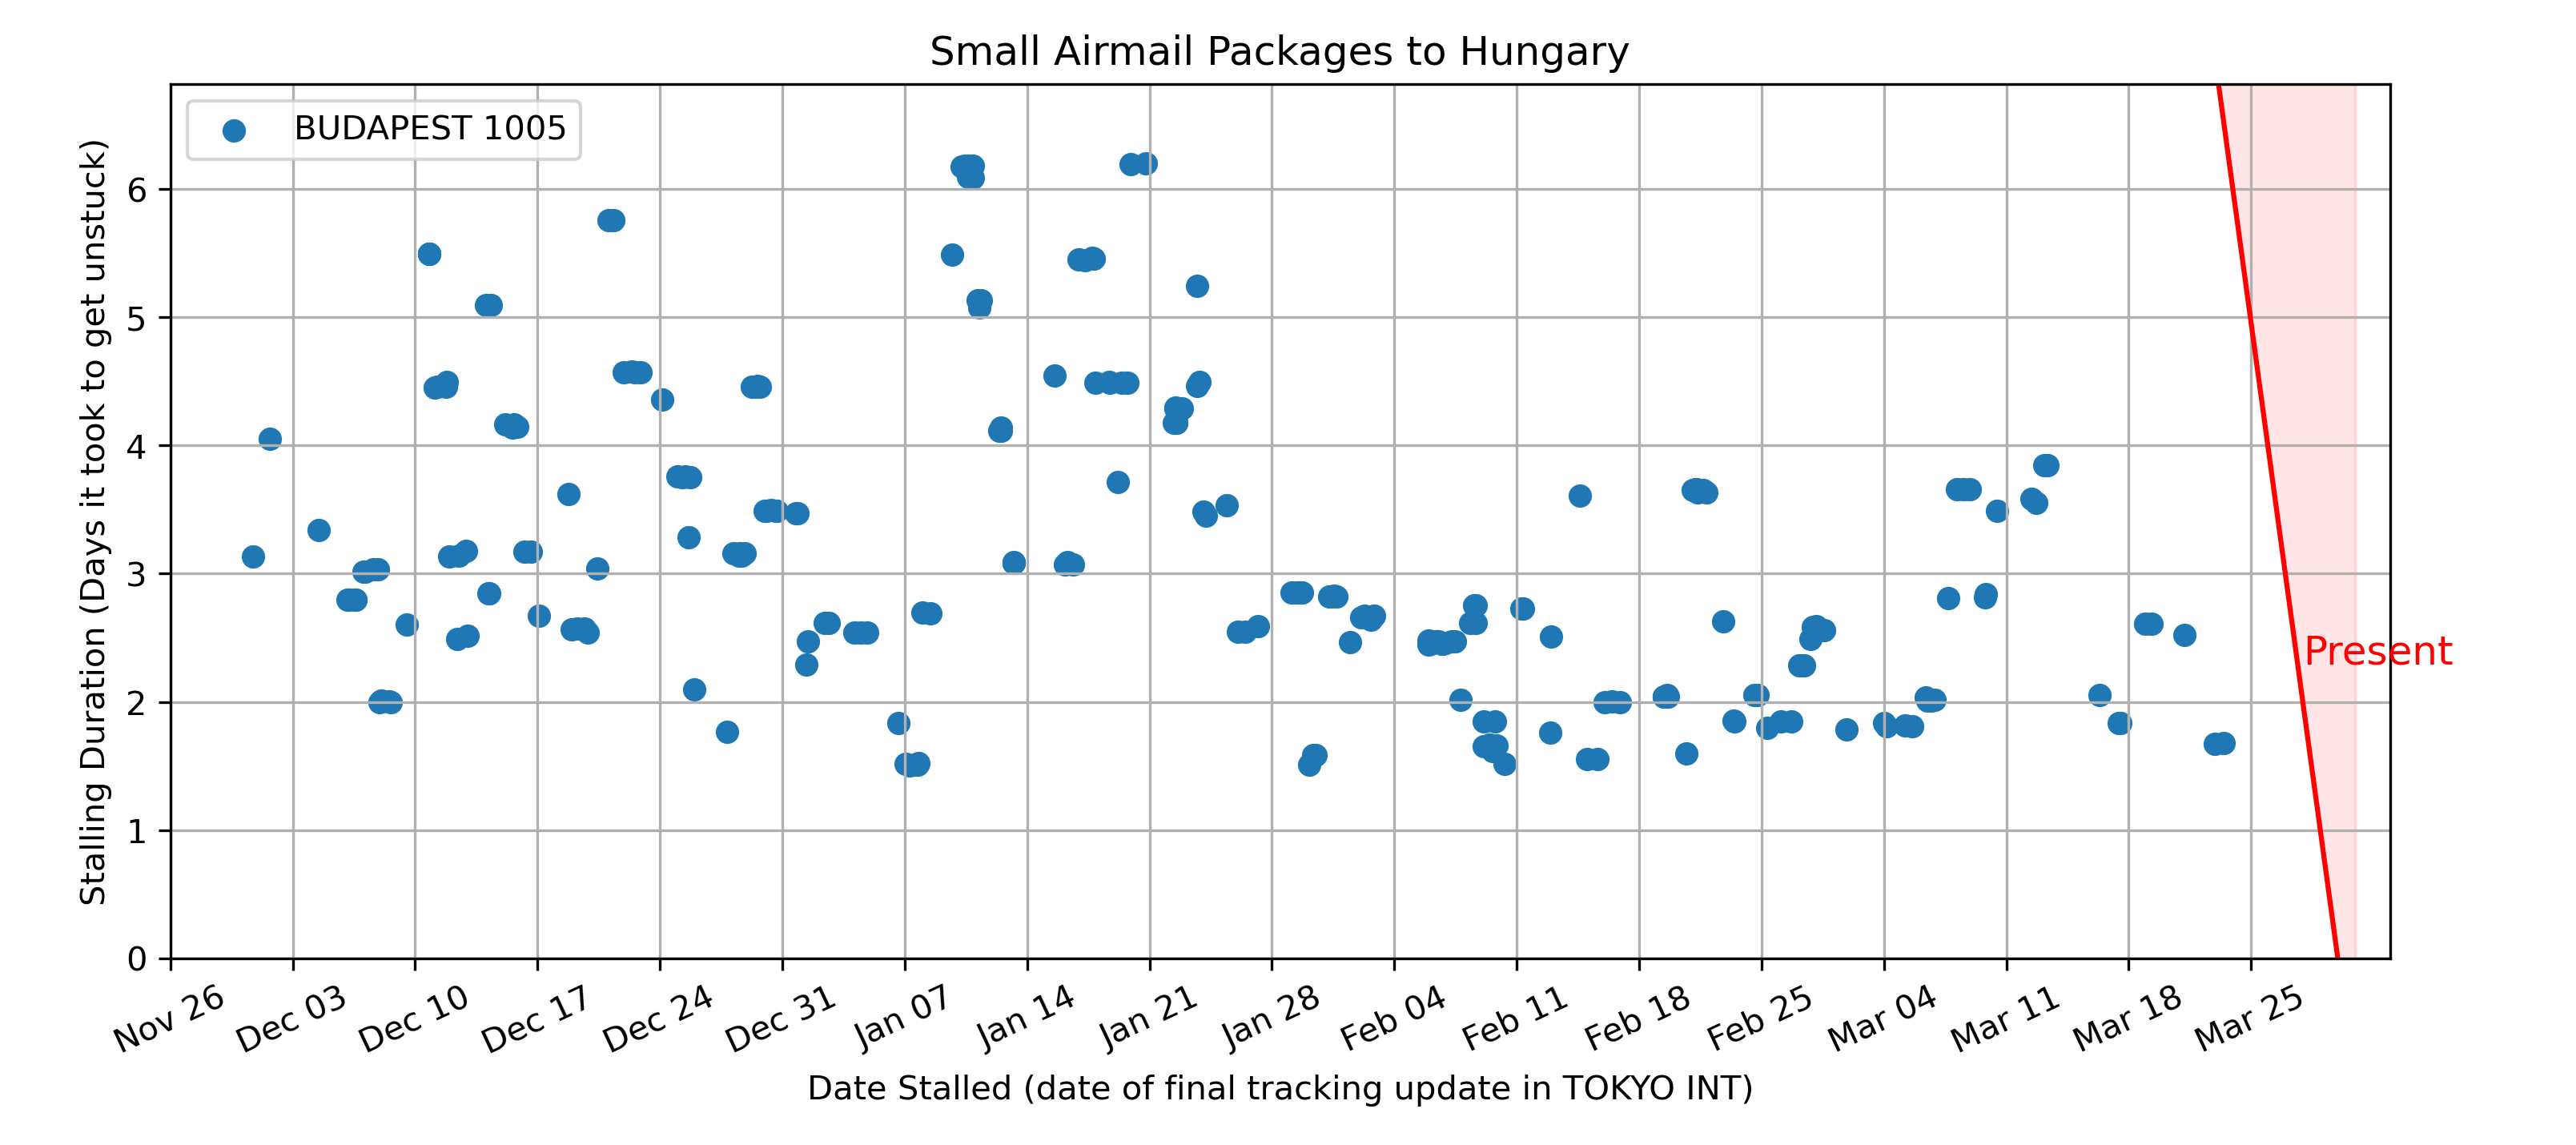 Small Airmail Packages to Hungary
BUDAPEST 1005
Stalling Duration (Days it took to get unstuck)
6
5
4
3
2
1
0
Present
Nov 26
Dec 03
Dec 10
Dec 17
Dec 24
Dec 31
Jan 07
Jan 14
Jan 21
Jan 28
Feb 04
Feb 11
Feb 18
Feb 25
Mar 04
Mar 11
Mar 18
Mar 25
Date Stalled (date of final tracking update in TOKYO INT)